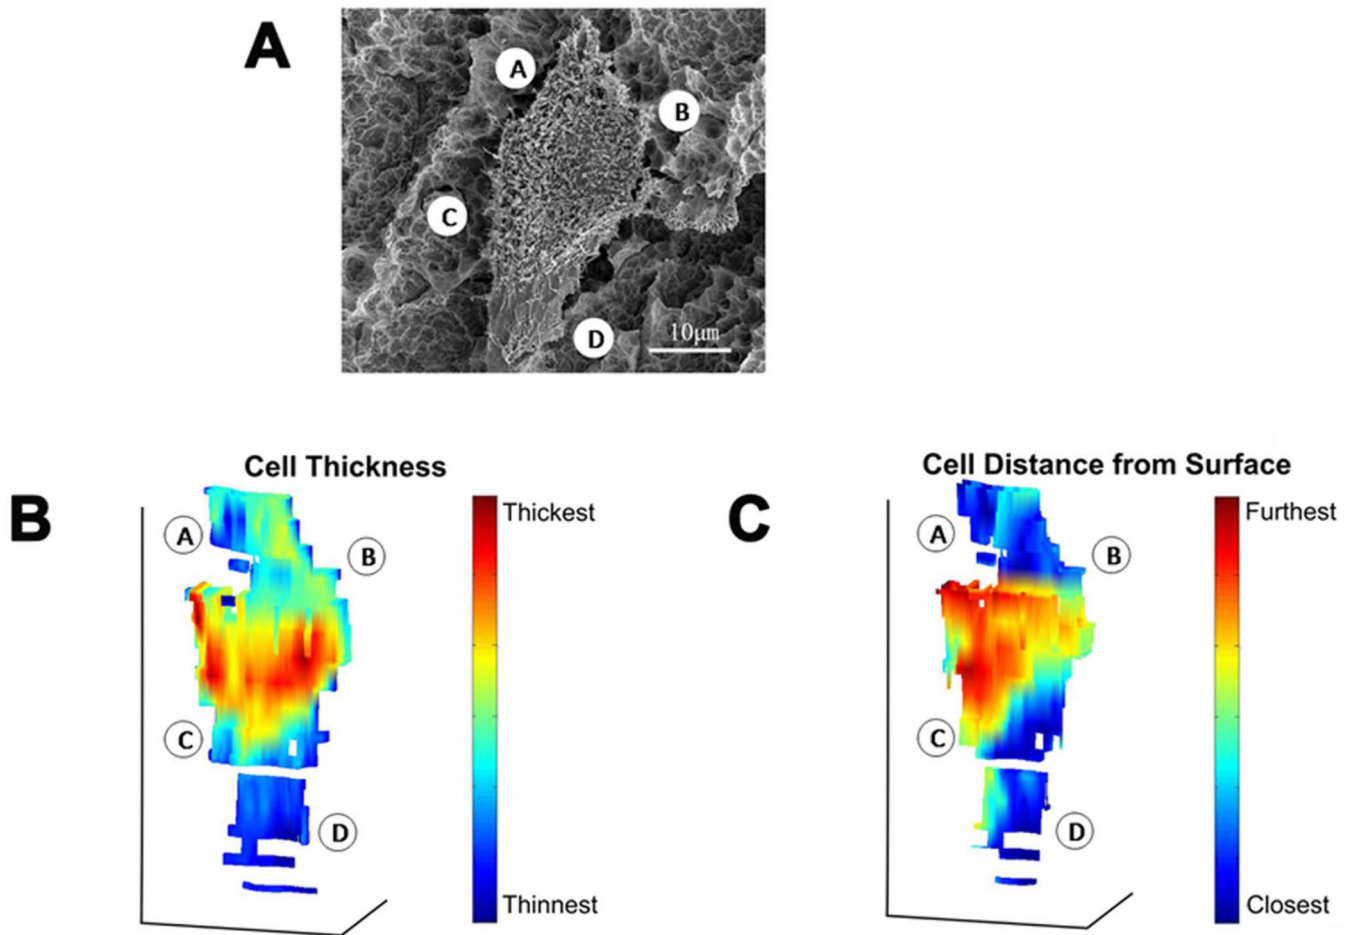 A
A
B
C
D
10μm
B
Cell Thickness
A
B
C
D
Thickest
Thinnest
C
Cell Distance from Surface
A
B
C
D
Furthest
Closest